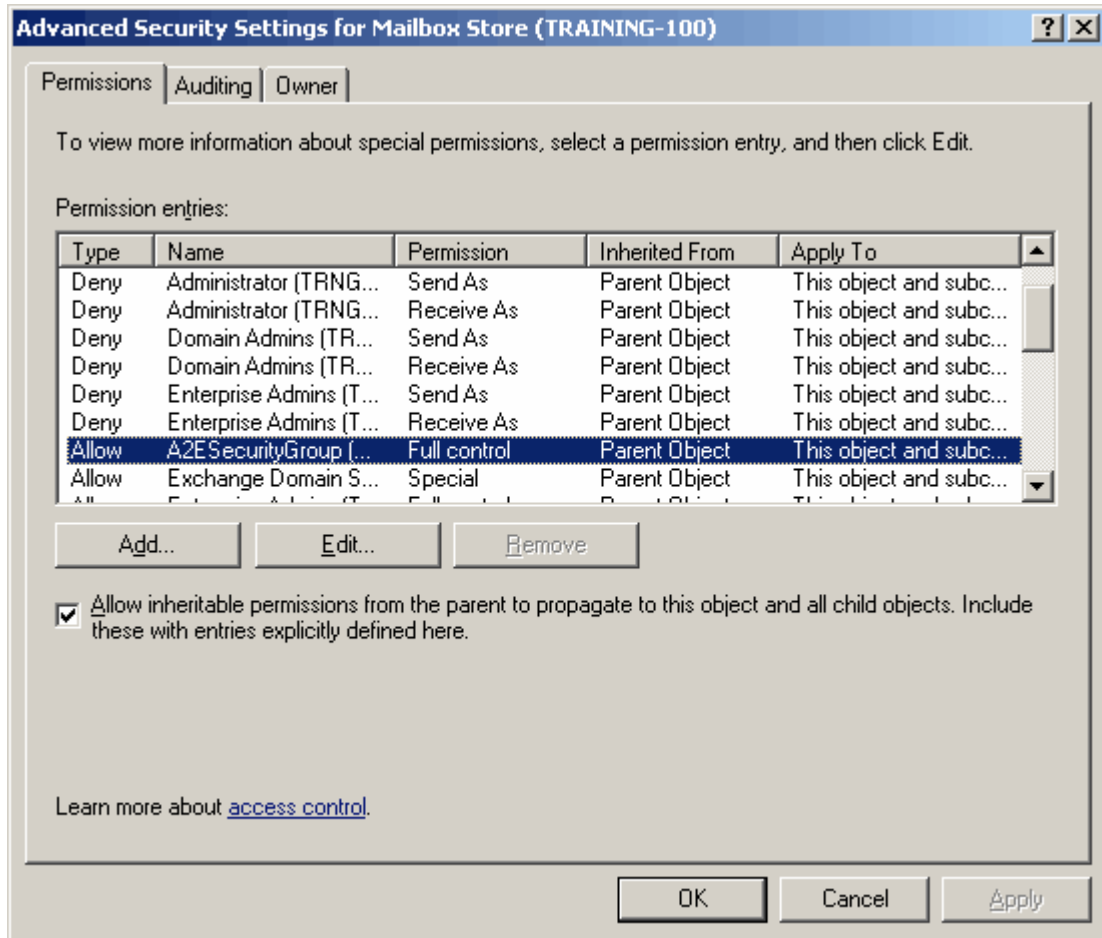 Advanced Security Settings for Mailbox Store (TRAINING-100)
Permissions Auditing Owner
To view more information about special permissions, select a permission entry, and then click Edit.
Permission entries:
Type Name Permission Inherited From Apply To
Deny Administrator (TRNG... Send As Parent Object This object and subc...
Deny Administrator (TRNG... Receive As Parent Object This object and subc...
Deny Domain Admins (TR... Send As Parent Object This object and subc...
Deny Domain Admins (TR... Receive As Parent Object This object and subc...
Deny Enterprise Admins (T... Send As Parent Object This object and subc...
Deny Enterprise Admins (T... Receive As Parent Object This object and subc...
Allow A2ESecurityGroup (... Full control Parent Object This object and subc...
Allow Exchange Domain S... Special Parent Object This object and subc...
Add... Edit... Remove
Allow inheritable permissions from the parent to propagate to this object and all child objects. Include
these with entries explicitly defined here.
Learn more about access control.
OK Cancel Apply